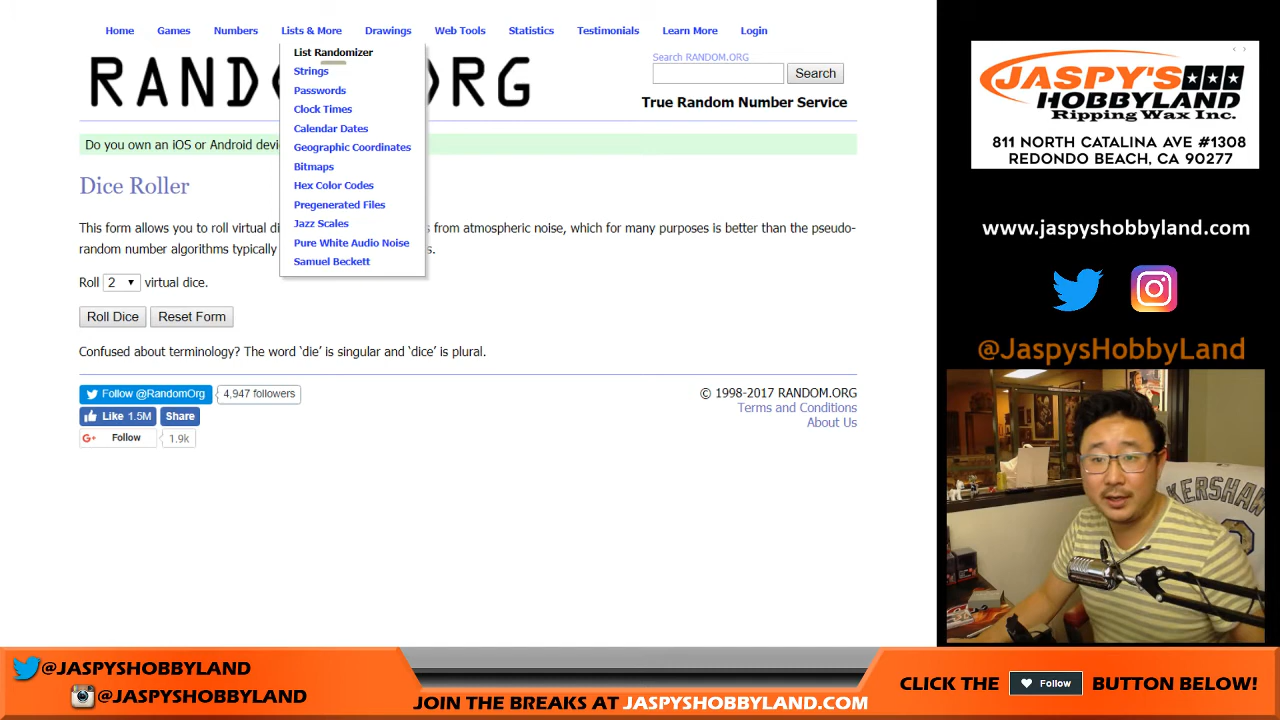 Home Games Numbers Lists & More Drawings Web Tools Statistics Testimonials Learn More Login
List Randomizer
Strings
Passwords
Clock Times
Calendar Dates
Geographic Coordinates
Bitmaps
Hex Color Codes
Pregenerated Files
Jazz Scales
Pure White Audio Noise
Samuel Beckett
RAND ORG
Search RANDOM.ORG
Search
True Random Number Service
Do you own an iOS or Android devi
Dice Roller
This form allows you to roll virtual di s from atmospheric noise, which for many purposes is better than the pseudo-
random number algorithms typically s.
Roll 2 virtual dice.
Roll Dice Reset Form
Confused about terminology? The word ‘die’ is singular and ‘dice’ is plural.
Follow @RandomOrg 4,947 followers
Like 1.5M Share
G+ Follow 1.9k
© 1998-2017 RANDOM.ORG
Terms and Conditions
About Us
JASPY'S
HOBBYLAND
Ripping Wax Inc.
811 NORTH CATALINA AVE #1308
REDONDO BEACH, CA 90277
www.jaspyshobbyland.com
@JaspysHobbyLand
KERSHAW
@JASPYSHOBBYLAND
@JASPYSHOBBYLAND
JOIN THE BREAKS AT JASPYSHOBBYLAND.COM
CLICK THE Follow BUTTON BELOW!